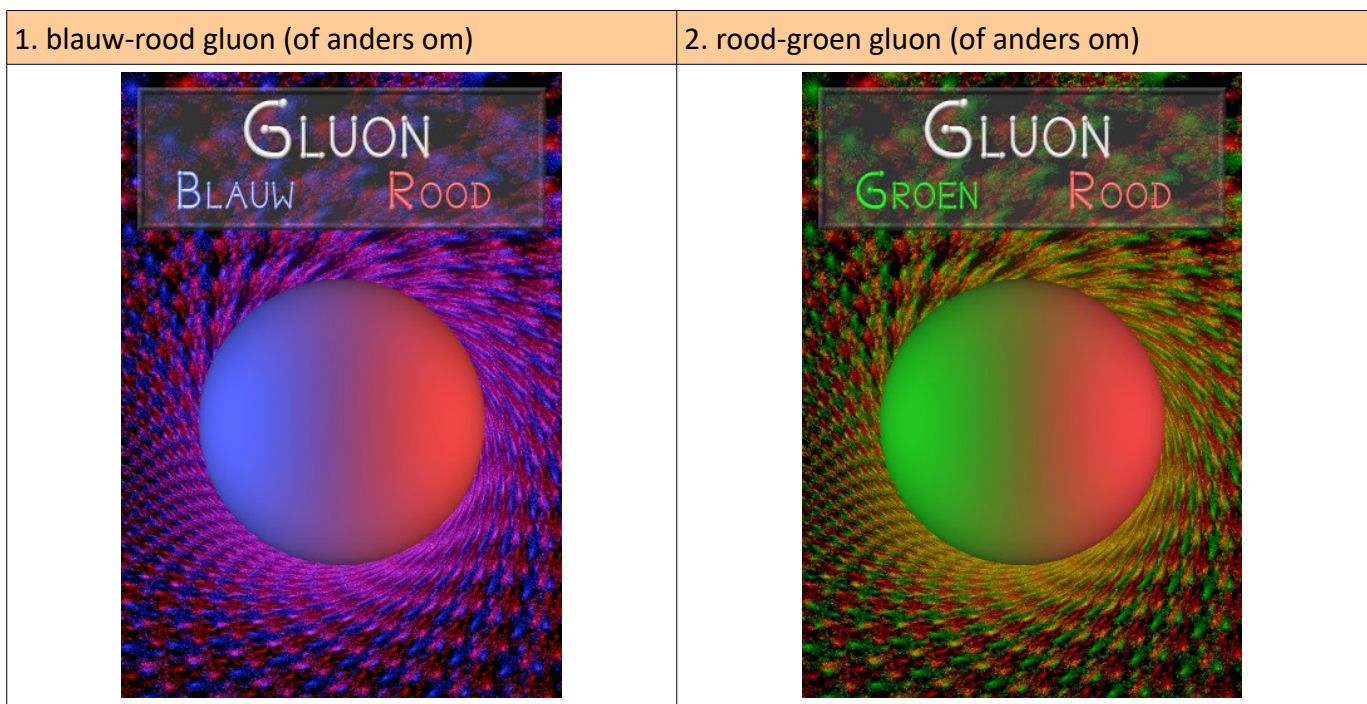 1. blauw-rood gluon (of anders om)
2. rood-groen gluon (of anders om)
Gluon
Blauw Rood
Gluon
Groen Rood